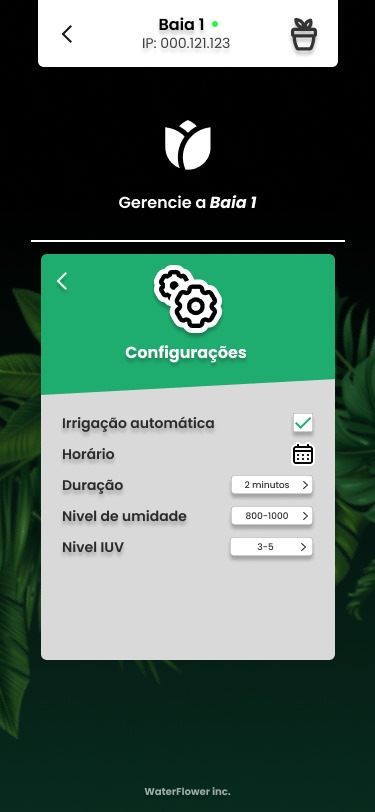 Baia 1
IP: 000.121.123
Gerencie a Baia 1
Configurações
Irrigação automática
Horário
Duração
2 minutos
Nivel de umidade
800-1000
Nivel IUV
3-5
WaterFlower inc.